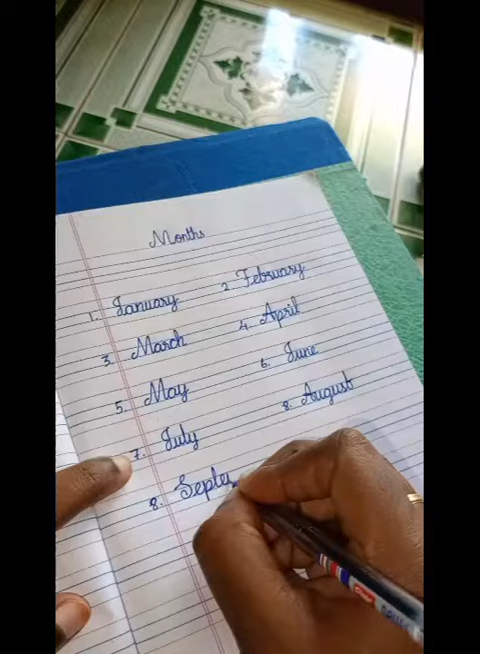 Months
1. January 2. February
3. March 4. April
5. May 6. June
7. July 8. August
8. Septe